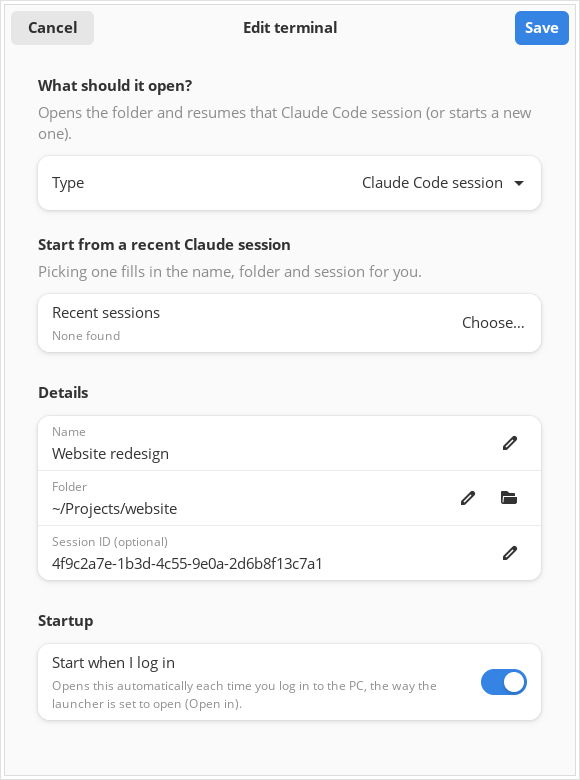 Cancel
Edit terminal
Save
What should it open?
Opens the folder and resumes that Claude Code session (or starts a new
one).
Type
Claude Code session
Start from a recent Claude session
Picking one fills in the name, folder and session for you.
Recent sessions
None found
Choose...
Details
Name
Website redesign
Folder
~/Projects/website
Session ID (optional)
4f9c2a7e-1b3d-4c55-9e0a-2d6b8f13c7a1
Startup
Start when I log in
Opens this automatically each time you log in to the PC, the way the
launcher is set to open (Open in).